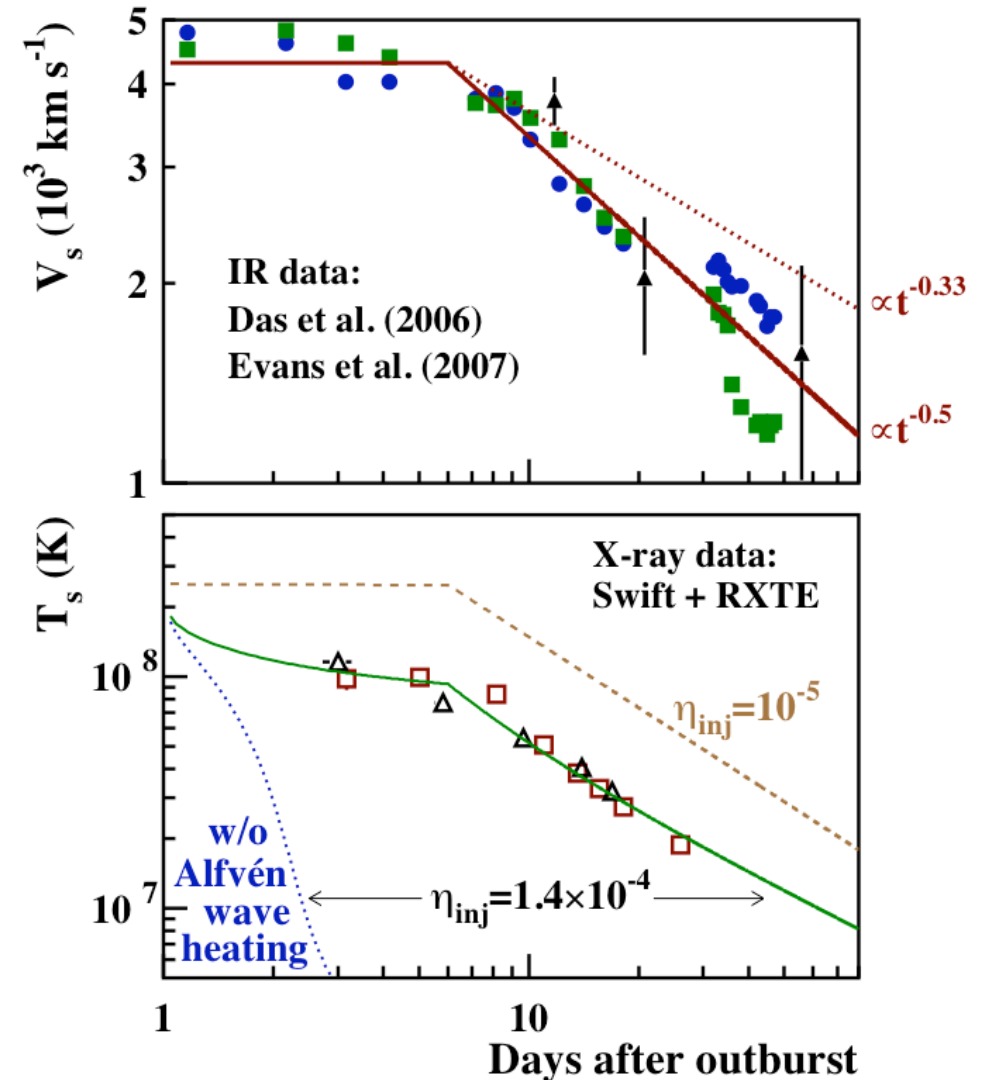 5
4
3
2
1
V_s (10^3 km s^-1)
IR data:
Das et al. (2006)
Evans et al. (2007)
∝t^-0.33
∝t^-0.5
T_s (K)
10^8
10^7
X-ray data:
Swift + RXTE
η_inj=10^-5
w/o
Alfvén
wave
heating
η_inj=1.4×10^-4
1
10
Days after outburst